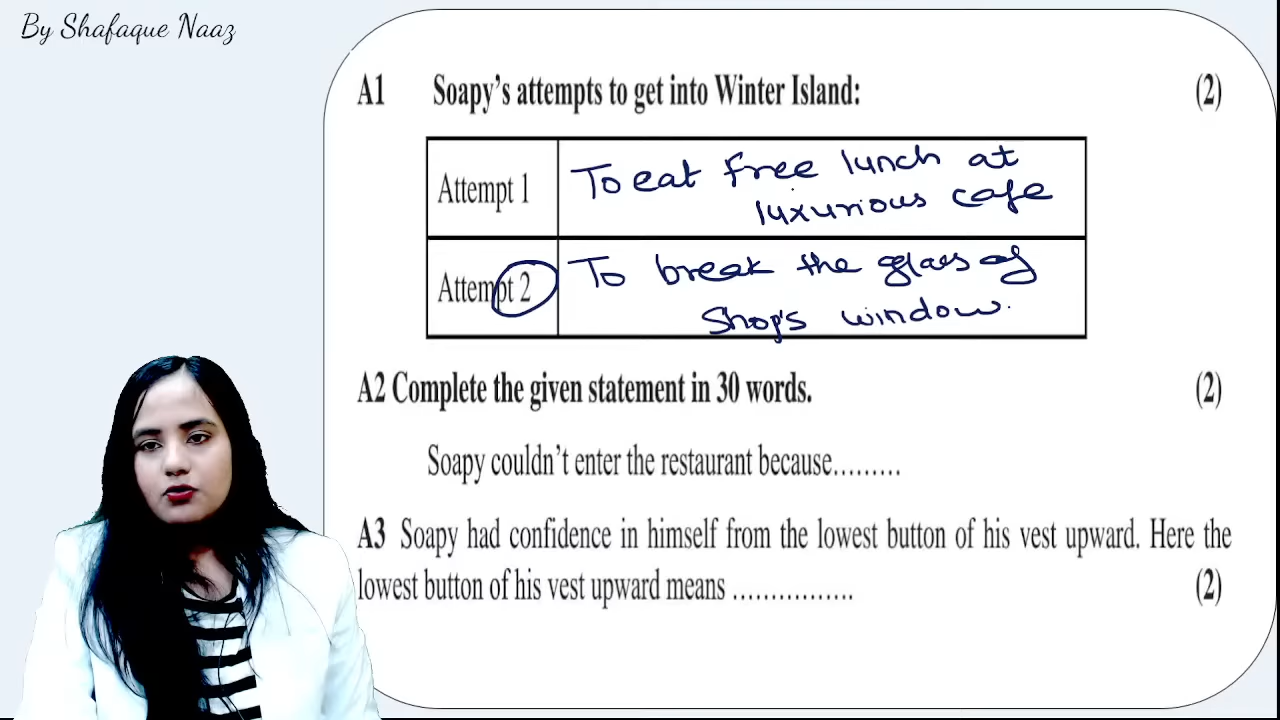 By Shafaque Naaz
A1 Soapy's attempts to get into Winter Island: (2)
Attempt 1
To eat free lunch at
luxurious cafe
Attempt 2
To break the glass of
Shop's window.
A2 Complete the given statement in 30 words. (2)
Soapy couldn't enter the restaurant because.........
A3 Soapy had confidence in himself from the lowest button of his vest upward. Here the
lowest button of his vest upward means ................ (2)